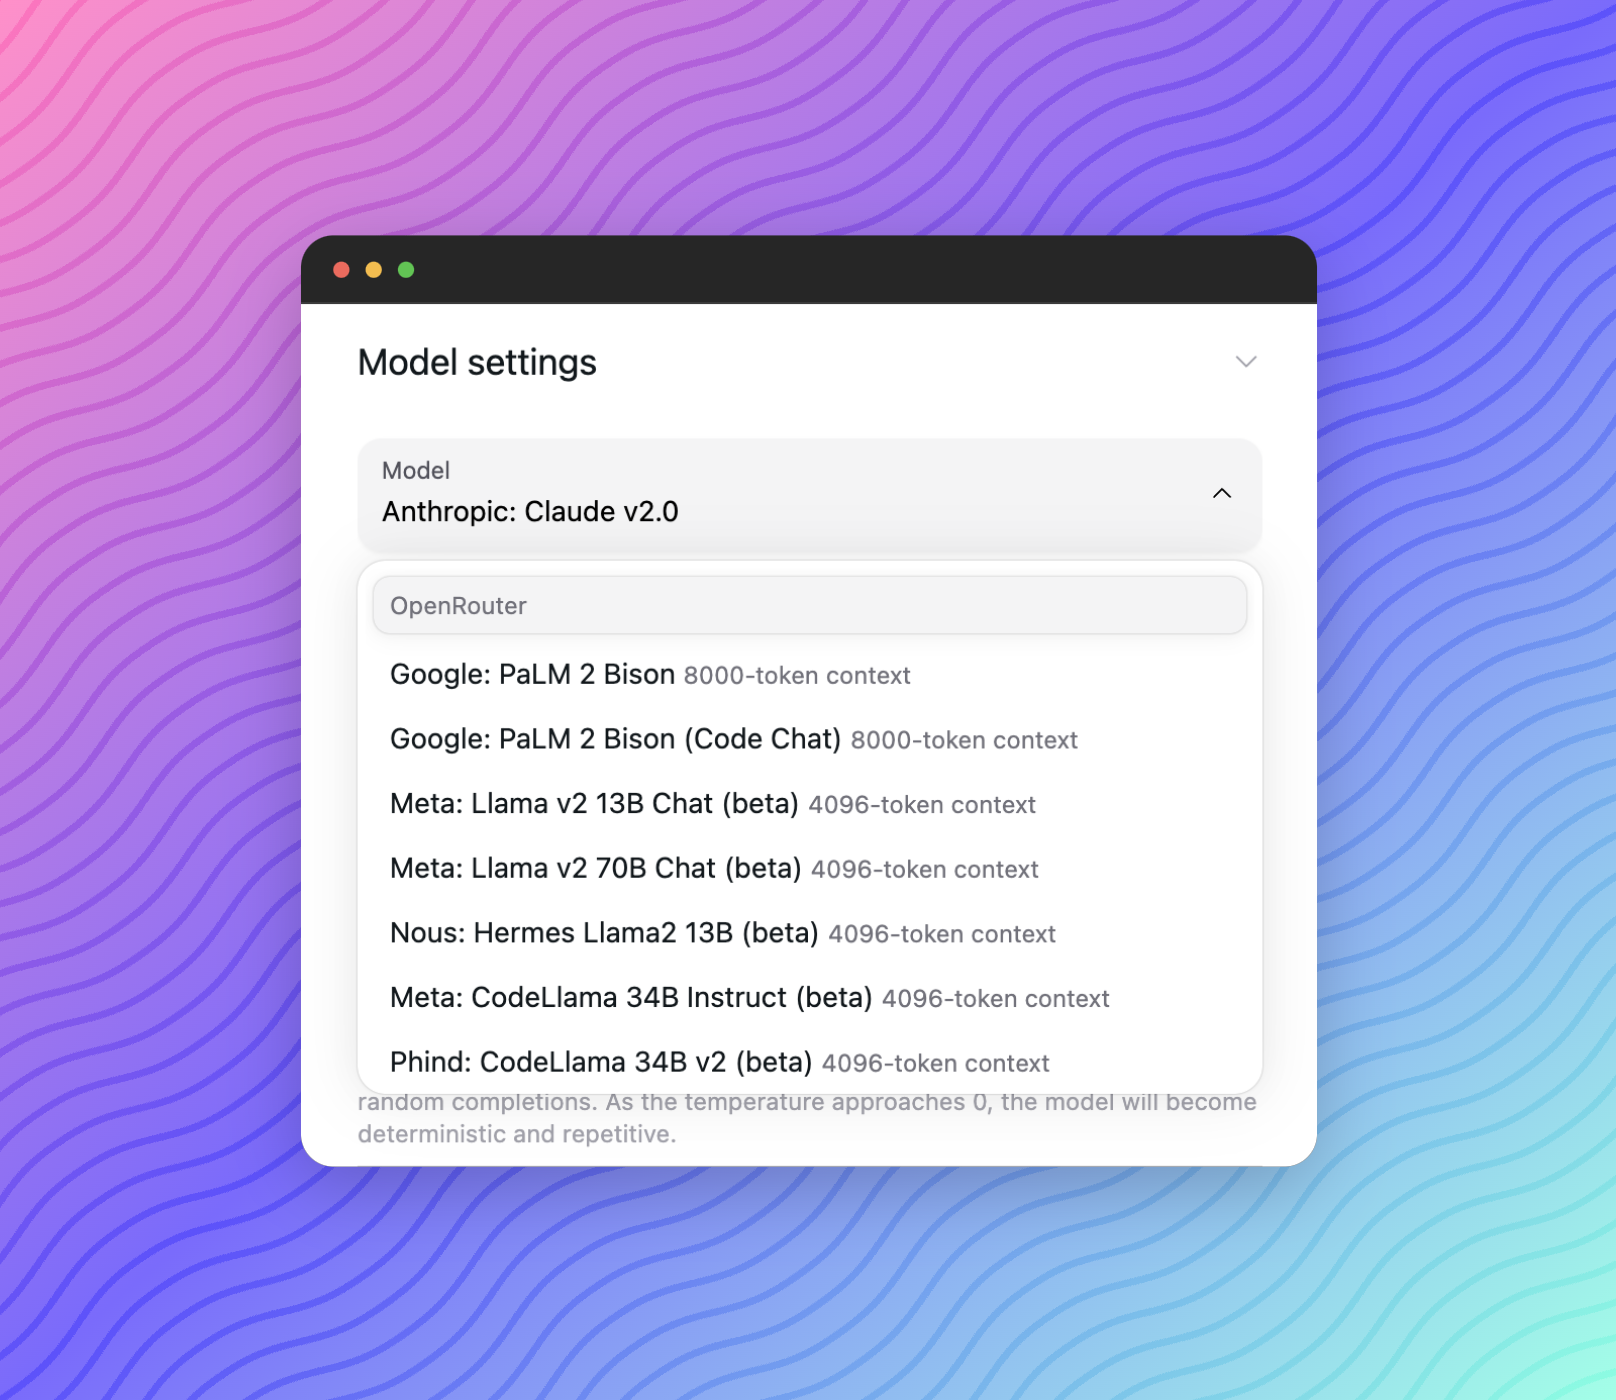 Model settings
Model
Anthropic: Claude v2.0
OpenRouter
Google: PaLM 2 Bison 8000-token context
Google: PaLM 2 Bison (Code Chat) 8000-token context
Meta: Llama v2 13B Chat (beta) 4096-token context
Meta: Llama v2 70B Chat (beta) 4096-token context
Nous: Hermes Llama2 13B (beta) 4096-token context
Meta: CodeLlama 34B Instruct (beta) 4096-token context
Phind: CodeLlama 34B v2 (beta) 4096-token context
random completions. As the temperature approaches 0, the model will become
deterministic and repetitive.